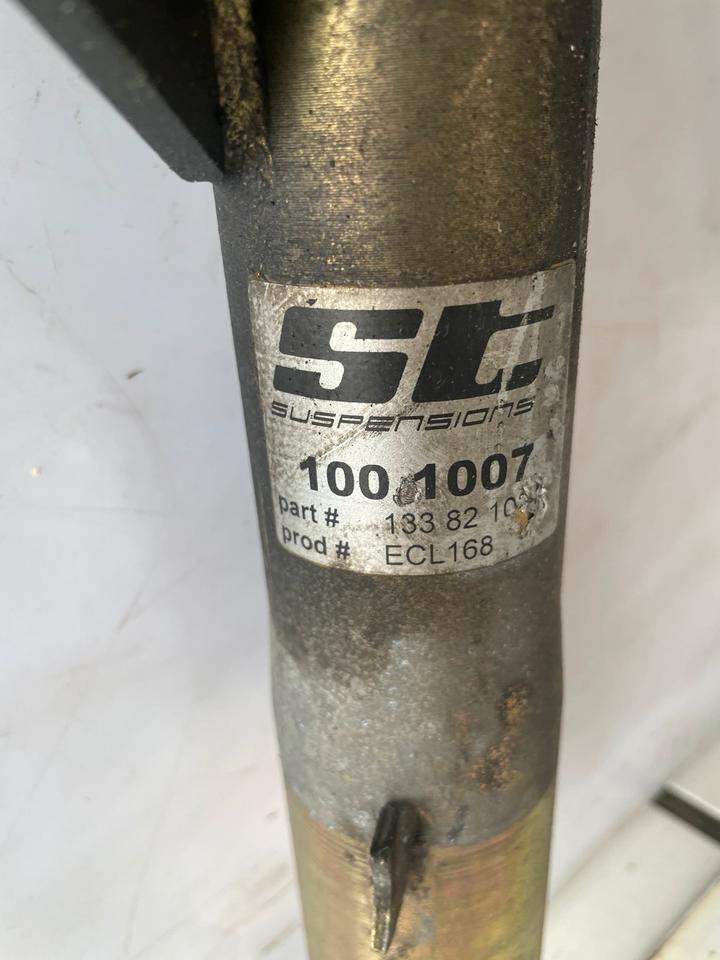 st.
SUSPENSIONS
100 1007
part # 133 82
prod # ECL168